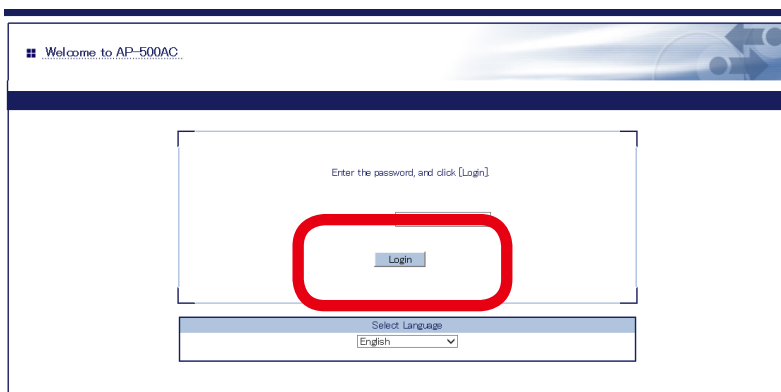 Welcome to AP-500AC
Enter the password, and click [Login].
Login
Select Language
English